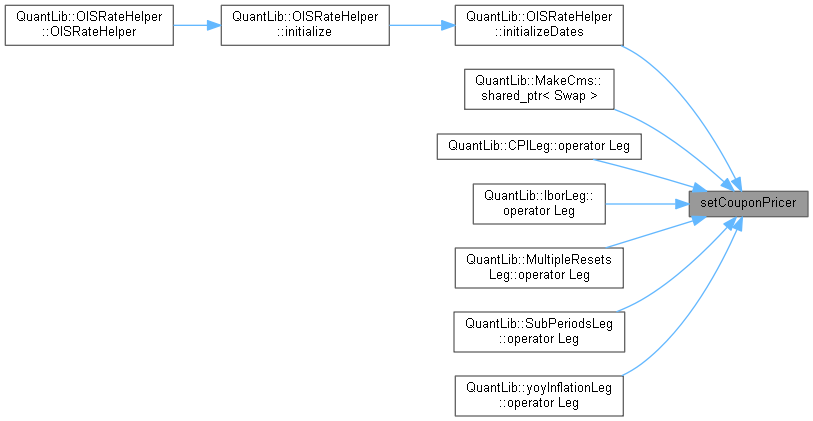 QuantLib::OISRateHelper
::OISRateHelper
QuantLib::OISRateHelper
::initialize
QuantLib::OISRateHelper
::initializeDates
QuantLib::MakeCms::
shared_ptr< Swap >
QuantLib::CPILeg::operator Leg
QuantLib::IborLeg::
operator Leg
setCouponPricer
QuantLib::MultipleResets
Leg::operator Leg
QuantLib::SubPeriodsLeg
::operator Leg
QuantLib::yoyInflationLeg
::operator Leg